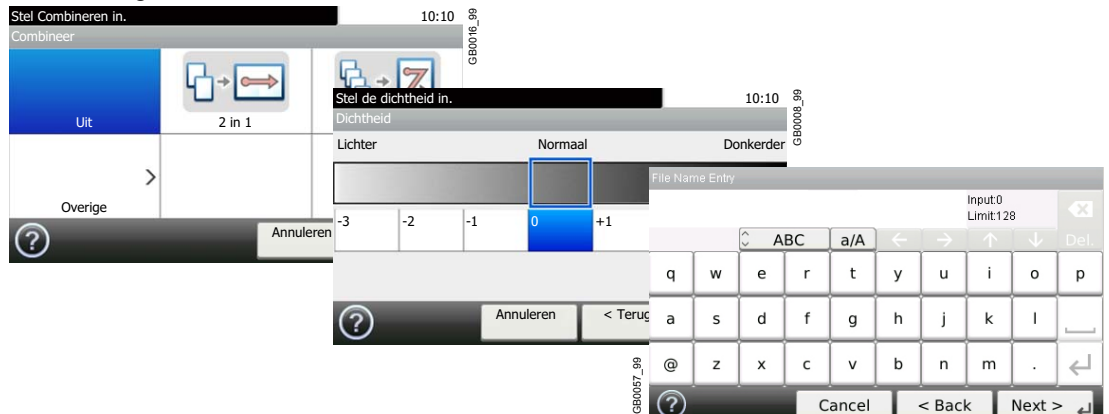 Stel Combineren in. 10:10
Combineer
Uit
2 in 1
Overige
Annuleren
GB0016_99
Stel de dichtheid in. 10:10
Dichtheid
Lichter Normaal Donkerder
-3 -2 -1 0 +1
Annuleren < Terug
GB0008_99
File Name Entry
Input:0
Limit:128
ABC a/A ← → ↑ ↓ Del.
q w e r t y u i o p
a s d f g h j k l
@ z x c v b n m .
Cancel < Back Next >
GB0057_99